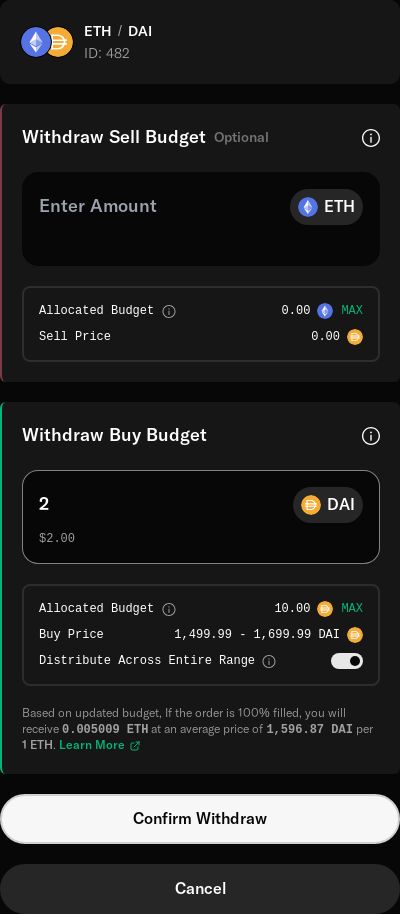 ETH / DAI
ID: 482
Withdraw Sell Budget Optional
Enter Amount
ETH
Allocated Budget 0.00 MAX
Sell Price 0.00
Withdraw Buy Budget
2
DAI
$2.00
Allocated Budget 10.00 MAX
Buy Price 1,499.99 - 1,699.99 DAI
Distribute Across Entire Range
Based on updated budget, If the order is 100% filled, you will
receive 0.005009 ETH at an average price of 1,596.87 DAI per
1 ETH. Learn More
Confirm Withdraw
Cancel